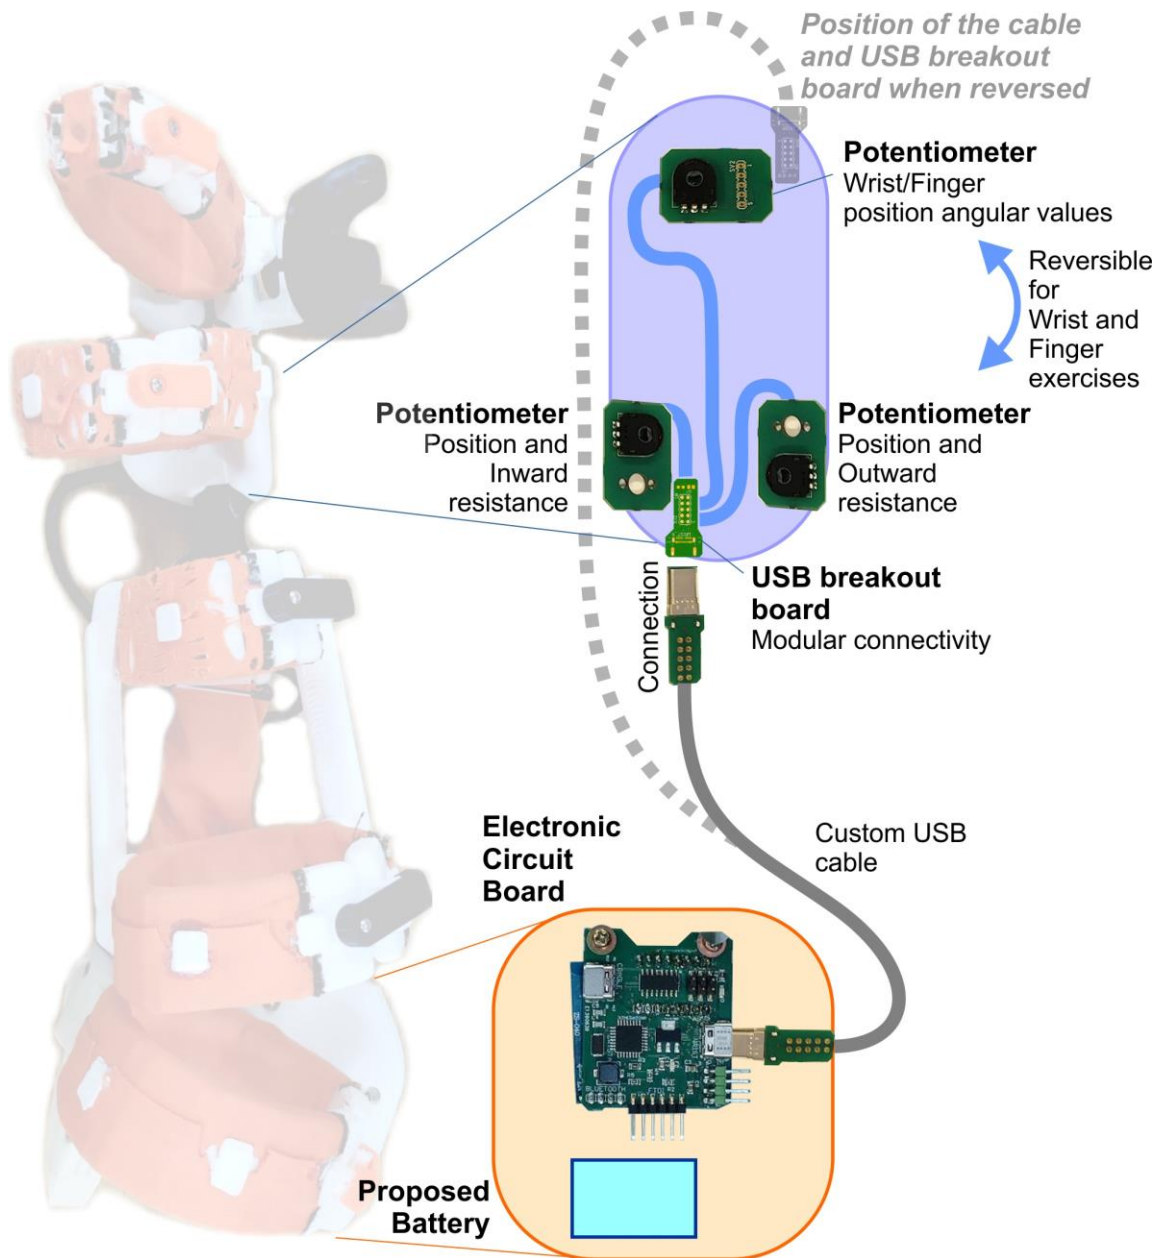 Position of the cable
and USB breakout
board when reversed
Potentiometer
Wrist/Finger
position angular values
Reversible
for
Wrist and
Finger
exercises
Potentiometer
Position and
Inward
resistance
Potentiometer
Position and
Outward
resistance
Connection
USB breakout
board
Modular connectivity
Custom USB
cable
Electronic
Circuit
Board
BLUETOOTH
FTDI
Proposed
Battery